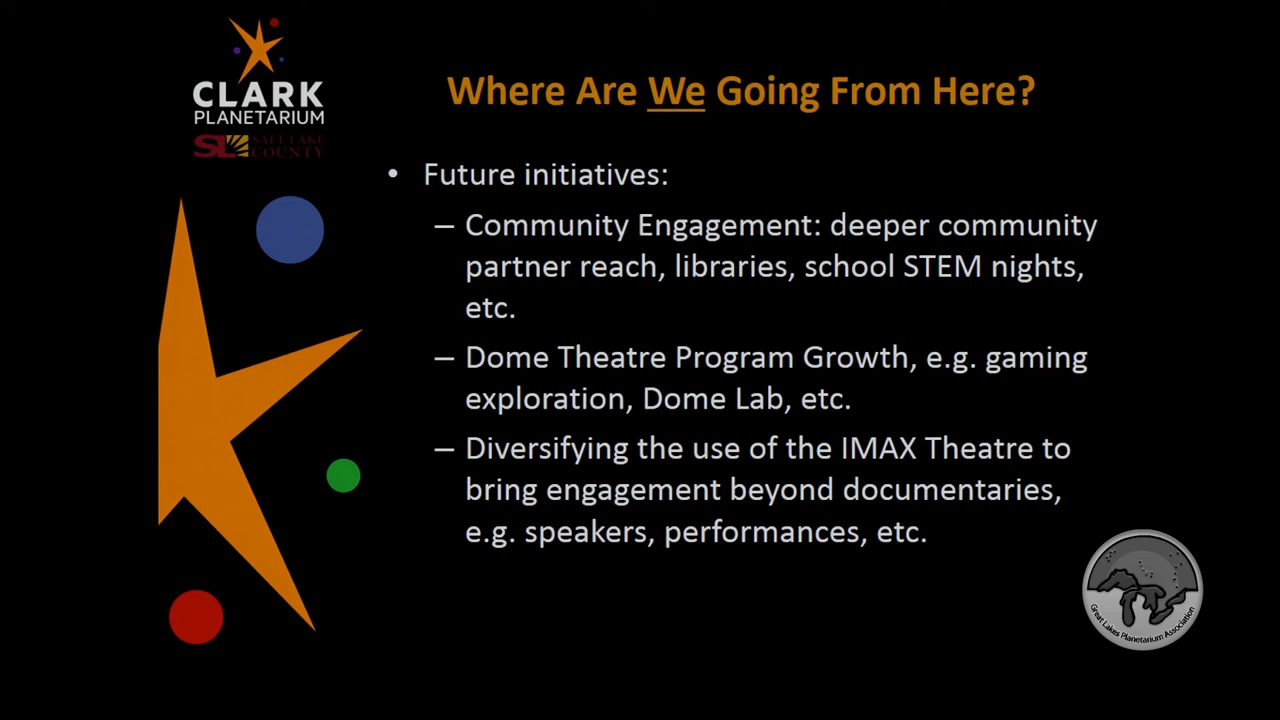 CLARK
PLANETARIUM
SL SALT LAKE
COUNTY
Where Are We Going From Here?
• Future initiatives:
– Community Engagement: deeper community
partner reach, libraries, school STEM nights,
etc.
– Dome Theatre Program Growth, e.g. gaming
exploration, Dome Lab, etc.
– Diversifying the use of the IMAX Theatre to
bring engagement beyond documentaries,
e.g. speakers, performances, etc.
Great Lakes Planetarium Association